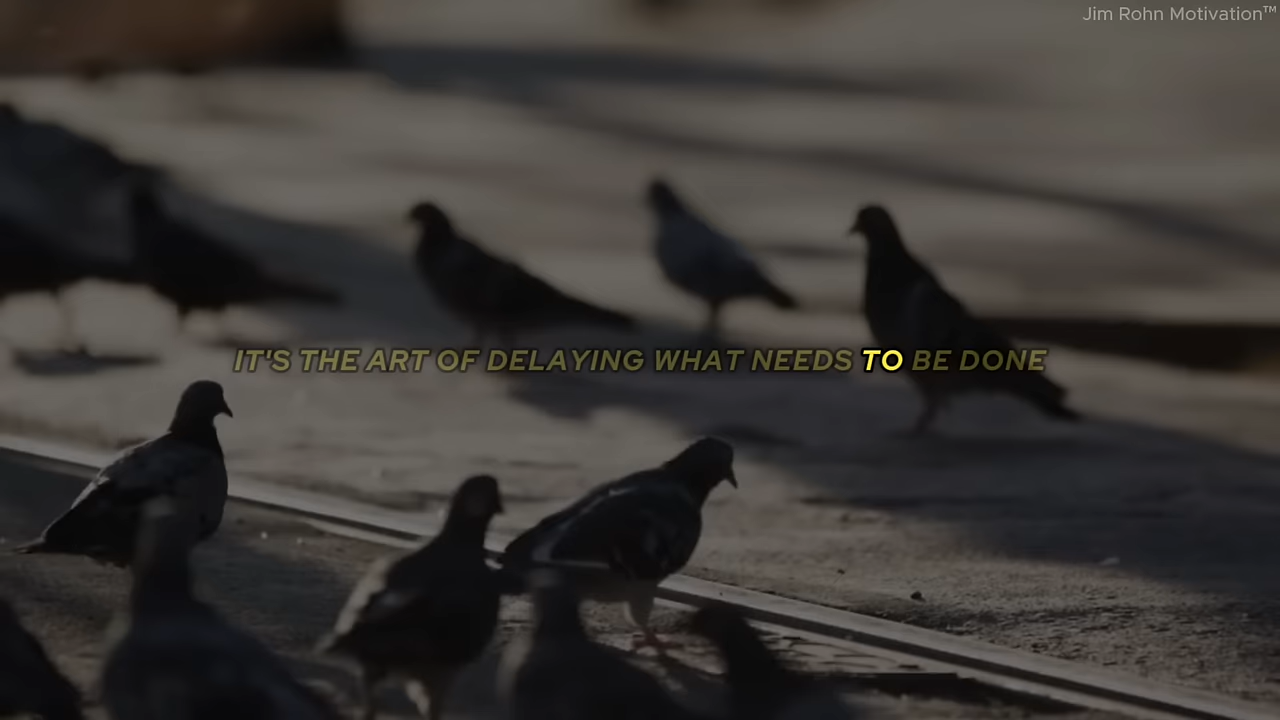 Jim Rohn Motivation™
IT'S THE ART OF DELAYING WHAT NEEDS TO BE DONE